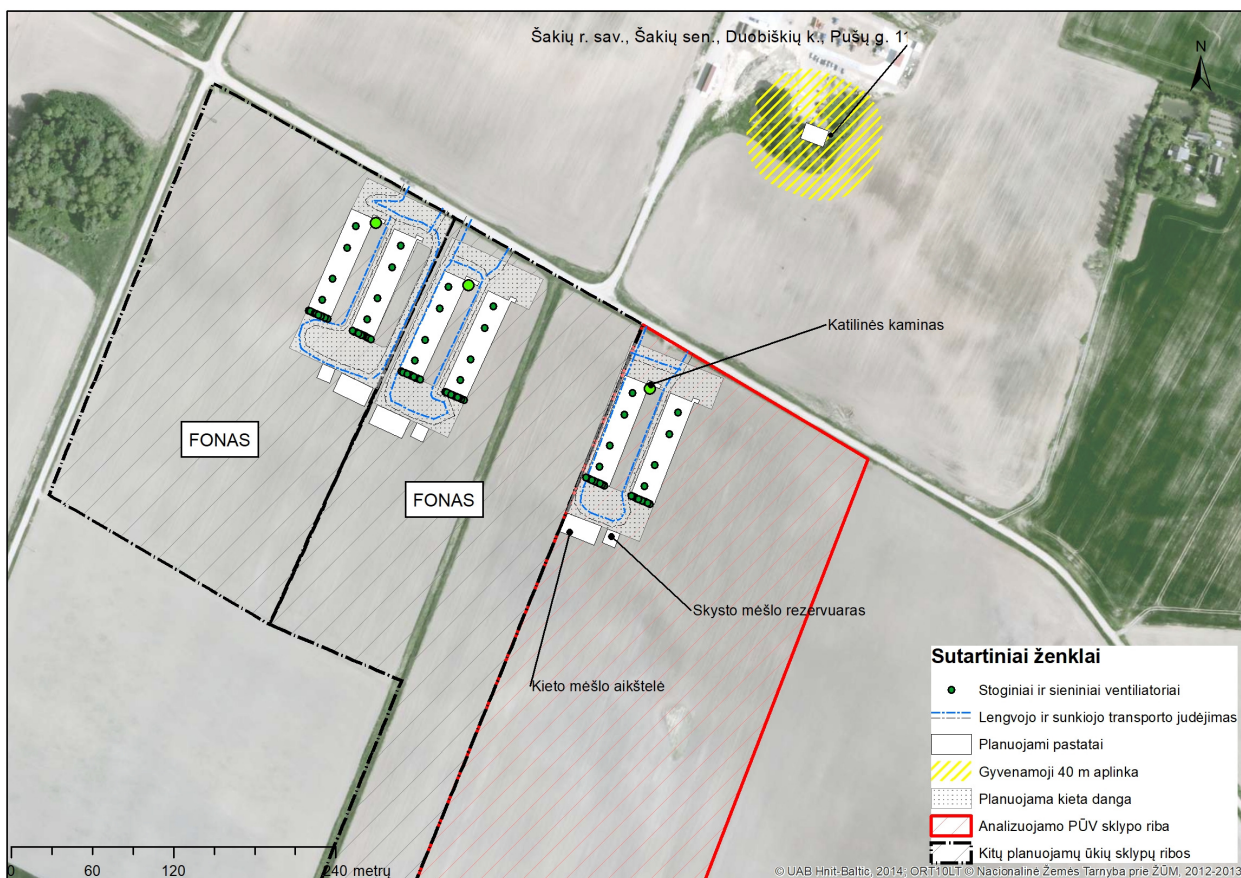 Šakių r. sav., Šakių sen., Duobiškių k., Pušų g. 1
N
Katilinės kaminas
FONAS
FONAS
Skysto mėšlo rezervuaras
Kieto mėšlo aikštelė
Sutartiniai ženklai
Stoginiai ir sieniniai ventiliatoriai
Lengvojo ir sunkiojo transporto judėjimas
Planuojami pastatai
Gyvenamoji 40 m aplinka
Planuojama kieta danga
Analizuojamo PŪV sklypo riba
Kitų planuojamų ūkių sklypų ribos
0 60 120 240 metrų
© UAB Hnit-Baltic, 2014; ORT10LT © Nacionalinė Žemės Tarnyba prie ŽŪM, 2012-2013